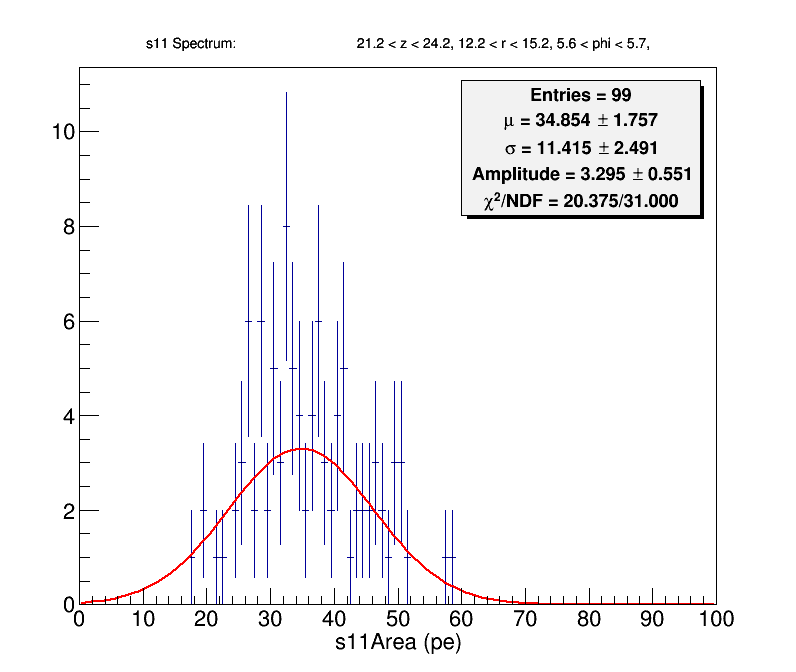 s11 Spectrum: 21.2 < z < 24.2, 12.2 < r < 15.2, 5.6 < phi < 5.7,
Entries = 99
μ = 34.854 ± 1.757
σ = 11.415 ± 2.491
Amplitude = 3.295 ± 0.551
χ²/NDF = 20.375/31.000
10
8
6
4
2
0
0 10 20 30 40 50 60 70 80 90 100
s11Area (pe)